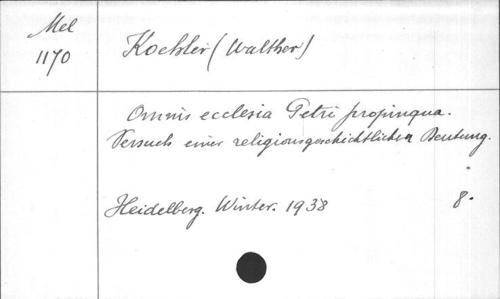 Mel
1170
Koehler (Walther)
Omnis ecclesia Petri propinqua.
Versuch einer religionsgeschichtlichen Deutung.
Heidelberg. Winter. 1938
8.